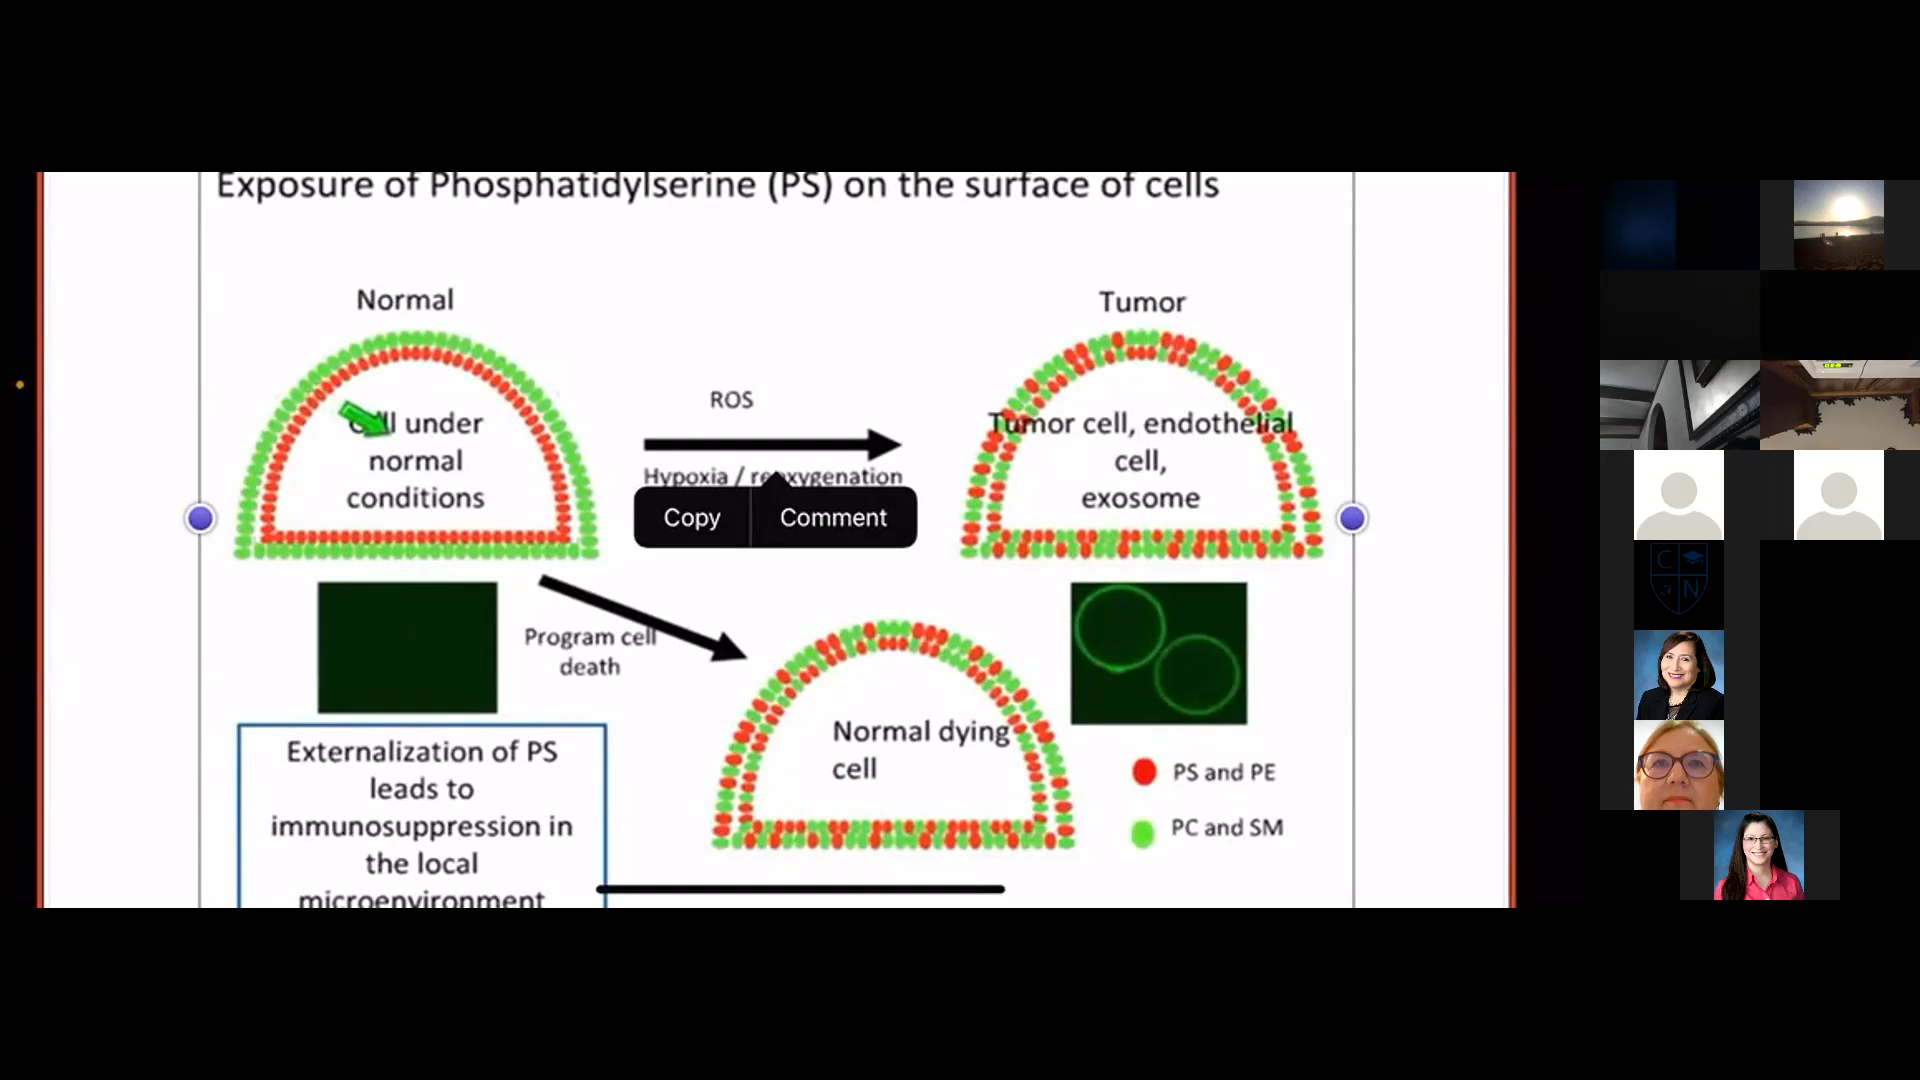 Exposure of Phosphatidylserine (PS) on the surface of cells
Normal
Tumor
under
normal
conditions
ROS
Hypoxia / reoxygenation
Copy
Comment
Tumor cell, endothelial
cell,
exosome
Program cell
death
Normal dying
cell
PS and PE
PC and SM
Externalization of PS
leads to
immunosuppression in
the local
microenvironment
C
N